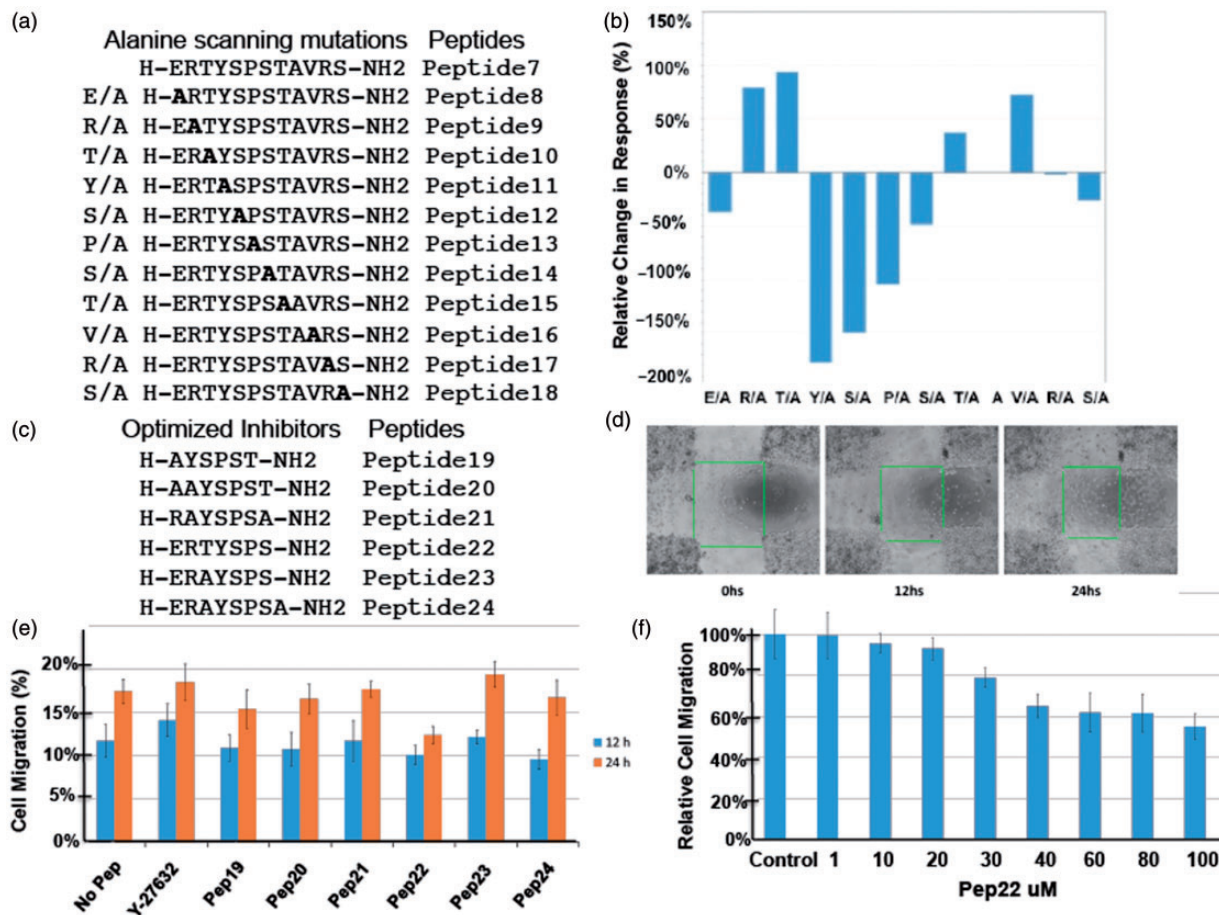 (a)
Alanine scanning mutations Peptides
H-ERTYSPSTAVRS-NH2 Peptide7
E/A H-ARTYSPSTAVRS-NH2 Peptide8
R/A H-EATYSPSTAVRS-NH2 Peptide9
T/A H-ERAYSPSTAVRS-NH2 Peptide10
Y/A H-ERTASPSTAVRS-NH2 Peptide11
S/A H-ERTYAPSTAVRS-NH2 Peptide12
P/A H-ERTYSASTAVRS-NH2 Peptide13
S/A H-ERTYSPATAVRS-NH2 Peptide14
T/A H-ERTYSPSAAVRS-NH2 Peptide15
V/A H-ERTYSPSTAARS-NH2 Peptide16
R/A H-ERTYSPSTAVAS-NH2 Peptide17
S/A H-ERTYSPSTAVRA-NH2 Peptide18
(b)
Relative Change in Response (%)
150%
100%
50%
0%
−50%
−100%
−150%
−200%
E/A R/A T/A Y/A S/A P/A S/A T/A A V/A R/A S/A
(c)
Optimized Inhibitors Peptides
H-AYSPST-NH2 Peptide19
H-AAYSPST-NH2 Peptide20
H-RAYSPSA-NH2 Peptide21
H-ERTYSPS-NH2 Peptide22
H-ERAYSPS-NH2 Peptide23
H-ERAYSPSA-NH2 Peptide24
(d)
0hs 12hs 24hs
(e)
Cell Migration (%)
20%
15%
10%
5%
0%
No Pep Y-27632 Pep19 Pep20 Pep21 Pep22 Pep23 Pep24
12 h
24 h
(f)
Relative Cell Migration
100%
80%
60%
40%
20%
0%
Control 1 10 20 30 40 60 80 100
Pep22 uM